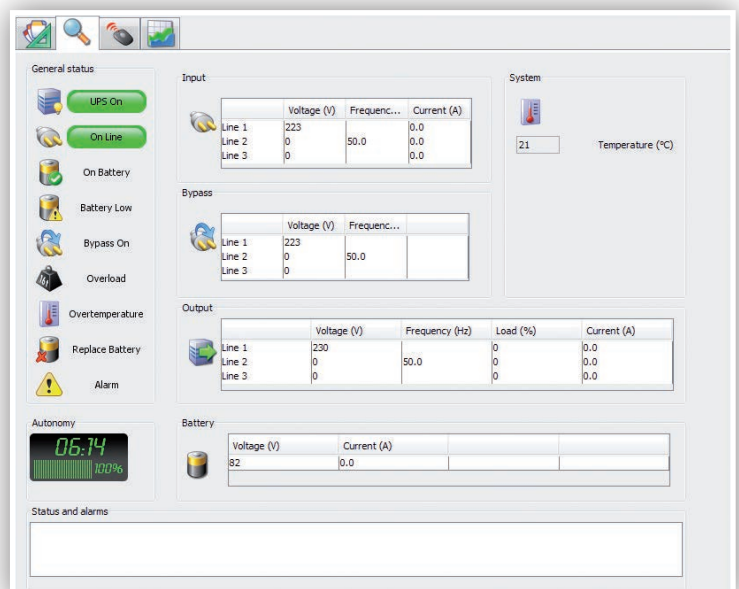 General status
UPS On
On Line
On Battery
Battery Low
Bypass On
Overload
Overtemperature
Replace Battery
Alarm
Input
Voltage (V) Frequenc... Current (A)
Line 1 223 0.0
Line 2 0 50.0 0.0
Line 3 0 0.0
System
21 Temperature (°C)
Bypass
Voltage (V) Frequenc...
Line 1 223
Line 2 0 50.0
Line 3 0
Output
Voltage (V) Frequency (Hz) Load (%) Current (A)
Line 1 230 0 0.0
Line 2 0 50.0 0 0.0
Line 3 0 0 0.0
Autonomy
06:14
100%
Battery
Voltage (V) Current (A)
82 0.0
Status and alarms